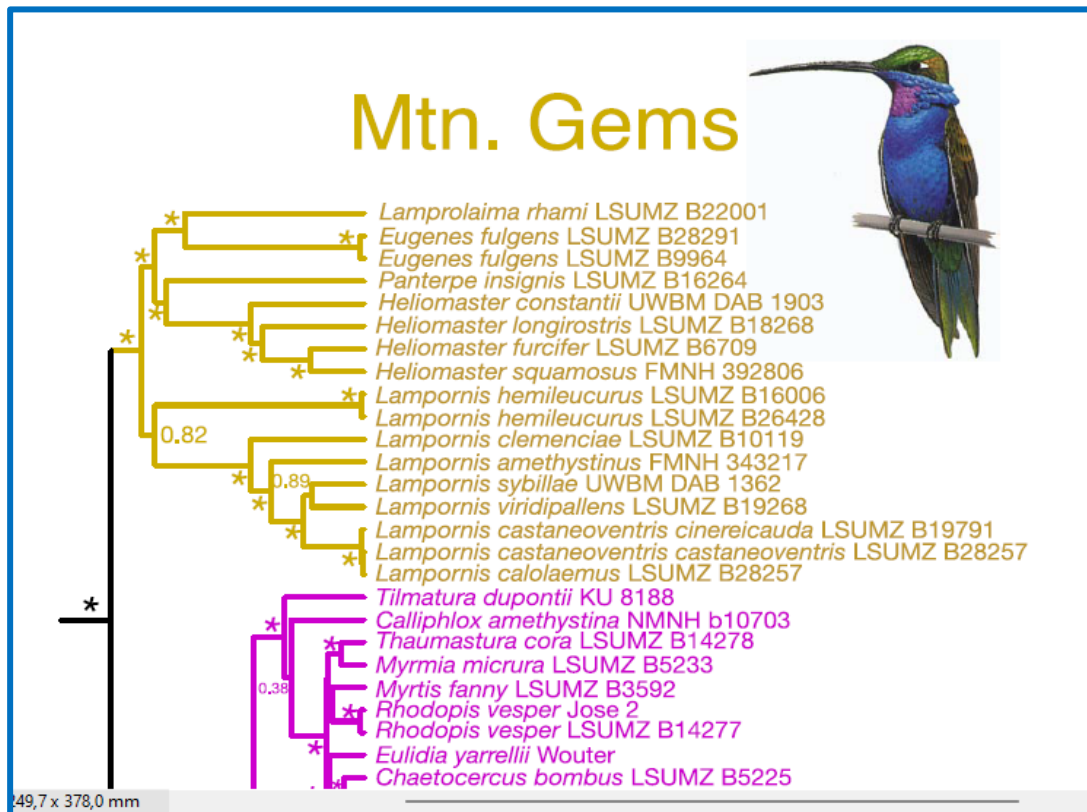 Mtn. Gems
Lamprolaima rhami LSUMZ B22001
*
Eugenes fulgens LSUMZ B28291
*
Eugenes fulgens LSUMZ B9964
*
Panterpe insignis LSUMZ B16264
Heliomaster constantii UWBM DAB 1903
*
Heliomaster longirostris LSUMZ B18268
*
*
Heliomaster furcifer LSUMZ B6709
*
Heliomaster squamosus FMNH 392806
*
Lampornis hemileucurus LSUMZ B16006
*
Lampornis hemileucurus LSUMZ B26428
0.82
Lampornis clemenciae LSUMZ B10119
Lampornis amethystinus FMNH 343217
*
0.89
Lampornis sybillae UWBM DAB 1362
*
Lampornis viridipallens LSUMZ B19268
*
Lampornis castaneoventris cinereicauda LSUMZ B19791
Lampornis castaneoventris castaneoventris LSUMZ B28257
*
Lampornis calolaemus LSUMZ B28257
*
Tilmatura dupontii KU 8188
*
Calliphlox amethystina NMNH b10703
*
Thaumastura cora LSUMZ B14278
Myrmia micrura LSUMZ B5233
0.38
Myrtis fanny LSUMZ B3592
*
Rhodopis vesper Jose 2
Rhodopis vesper LSUMZ B14277
*
Eulidia yarrellii Wouter
*
Chaetocercus bombus LSUMZ B5225
*
249,7 x 378,0 mm